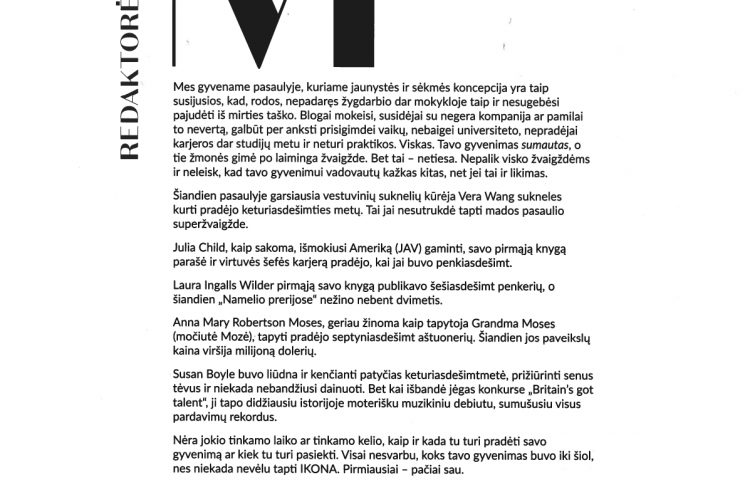 REDAKTORĖ
M
Mes gyvename pasaulyje, kuriame jaunystės ir sėkmės koncepcija yra taip
susijusios, kad, rodos, nepadaręs žygdarbio dar mokykloje taip ir nesugebėsi
pajudėti iš mirties taško. Blogai mokeisi, susidėjai su negera kompanija ar pamilai
to nevertą, galbūt per anksti prisigimdei vaikų, nebaigei universiteto, nepradėjai
karjeros dar studijų metu ir neturi praktikos. Viskas. Tavo gyvenimas sumautas, o
tie žmonės gimė po laiminga žvaigžde. Bet tai – netiesa. Nepalik visko žvaigždėms
ir neleisk, kad tavo gyvenimui vadovautų kažkas kitas, net jei tai ir likimas.
Šiandien pasaulyje garsiausia vestuvinių suknelių kūrėja Vera Wang sukneles
kurti pradėjo keturiasdešimties metų. Tai jai nesutrukdė tapti mados pasaulio
superžvaigžde.
Julia Child, kaip sakoma, išmokiusi Ameriką (JAV) gaminti, savo pirmąją knygą
parašė ir virtuvės šefės karjerą pradėjo, kai jai buvo penkiasdešimt.
Laura Ingalls Wilder pirmąją savo knygą publikavo šešiasdešimt penkerių, o
šiandien „Namelio prerijose“ nežino nebent dvimetis.
Anna Mary Robertson Moses, geriau žinoma kaip tapytoja Grandma Moses
(močiutė Mozė), tapyti pradėjo septyniasdešimt aštuonerių. Šiandien jos paveikslų
kaina viršija milijoną dolerių.
Susan Boyle buvo liūdna ir kenčianti patyčias keturiasdešimtmetė, prižiūrinti senus
tėvus ir niekada nebandžiusi dainuoti. Bet kai išbandė jėgas konkurse „Britain’s got
talent“, ji tapo didžiausiu istorijoje moterišku muzikiniu debiutu, sumušusiu visus
pardavimų rekordus.
Nėra jokio tinkamo laiko ar tinkamo kelio, kaip ir kada tu turi pradėti savo
gyvenimą ar kiek tu turi pasiekti. Visai nesvarbu, koks tavo gyvenimas buvo iki šiol,
nes niekada nevėlu tapti IKONA. Pirmiausiai – pačiai sau.